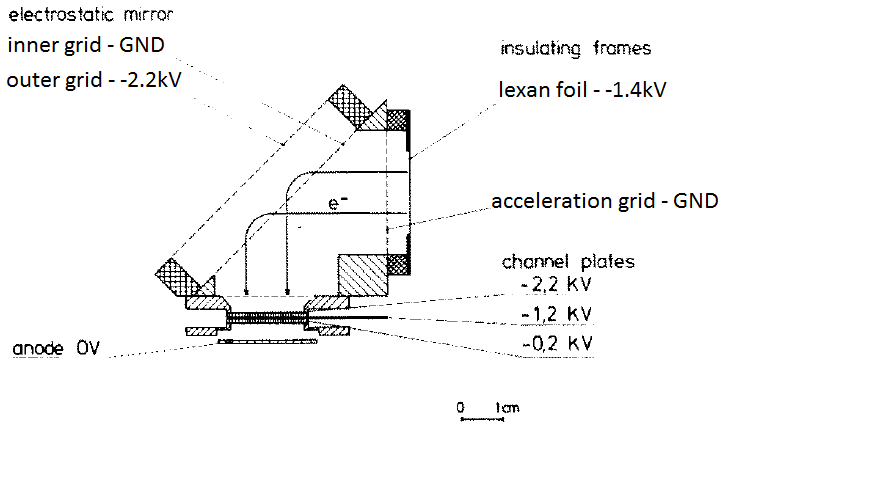 electrostatic mirror
inner grid - GND
outer grid - -2.2kV
insulating frames
lexan foil - -1.4kV
e-
acceleration grid - GND
channel plates
-2,2 KV
-1,2 KV
-0,2 KV
anode OV
0 1cm